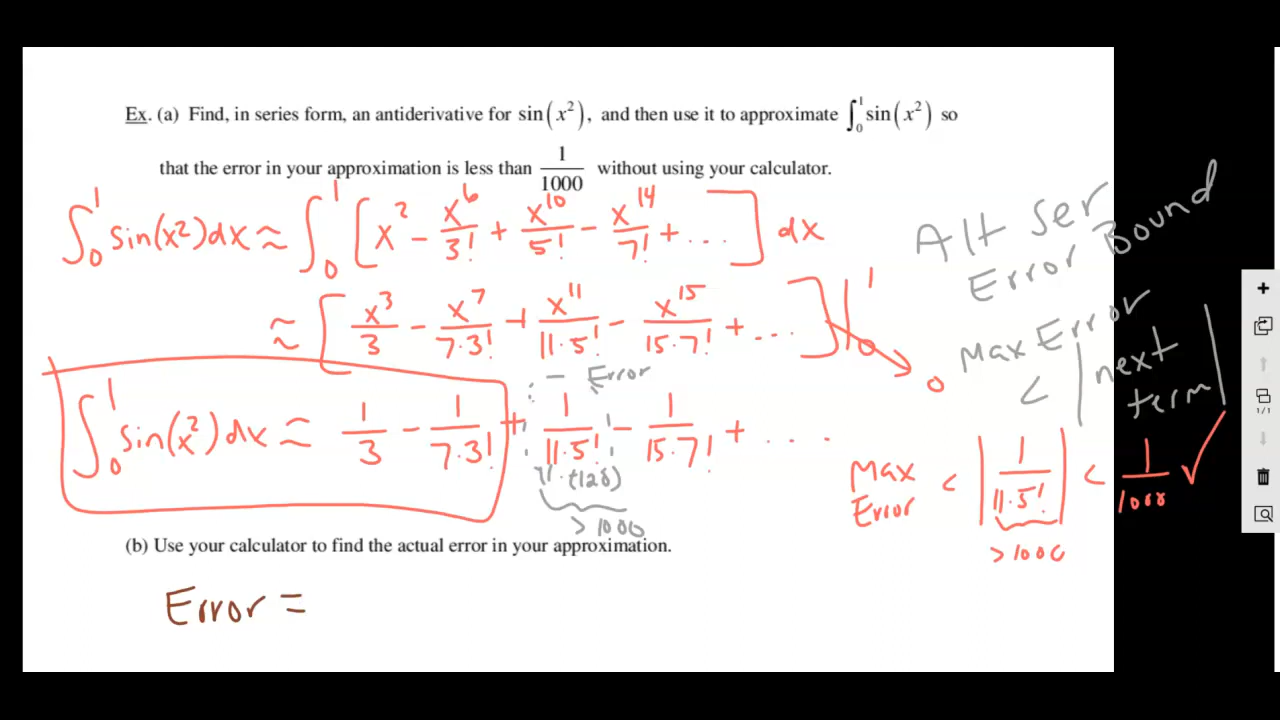 Ex. (a) Find, in series form, an antiderivative for sin(x²), and then use it to approximate ∫₀¹ sin(x²) so
that the error in your approximation is less than 1/1000 without using your calculator.
∫₀¹ sin(x²)dx ≈ ∫₀¹ [x² - x⁶/3! + x¹⁰/5! - x¹⁴/7! + ...] dx
≈ [x³/3 - x⁷/7·3! + x¹¹/11·5! - x¹⁵/15·7! + ...]|₀¹
0
- Error
∫₀¹ sin(x²)dx ≈ 1/3 - 1/7·3! + 1/11·5! - 1/15·7! + ....
> 1000
Alt Ser
Error Bound
Max Error
< |next
term|
Max Error < |1/11·5!| < 1/1000 ✓
> 1000
(b) Use your calculator to find the actual error in your approximation.
Error =
1/1